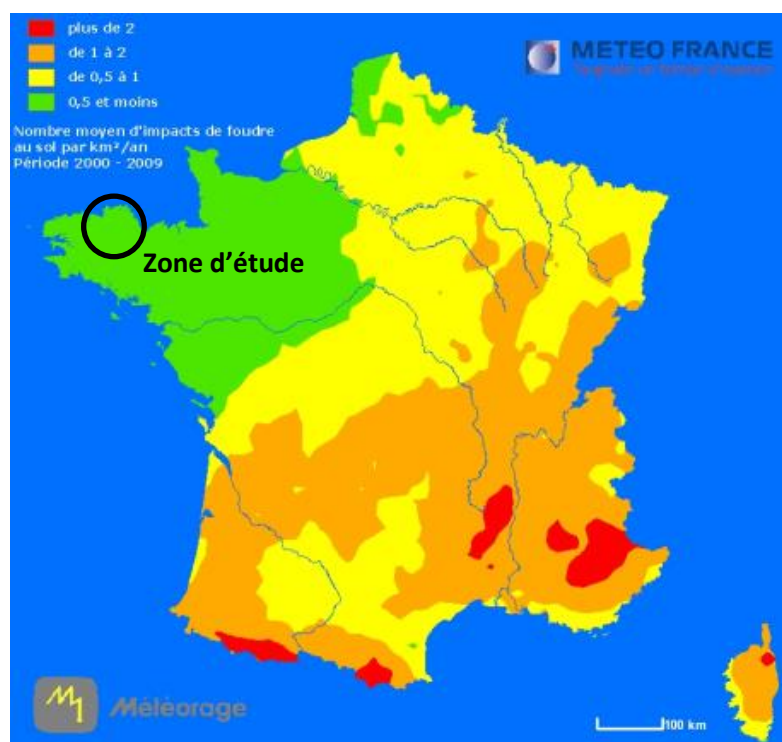 plus de 2
de 1 à 2
de 0,5 à 1
0,5 et moins
METEO FRANCE
Nombre moyen d'impacts de foudre
au sol par km²/an
Période 2000 - 2009
Zone d'étude
Météorage
100 km